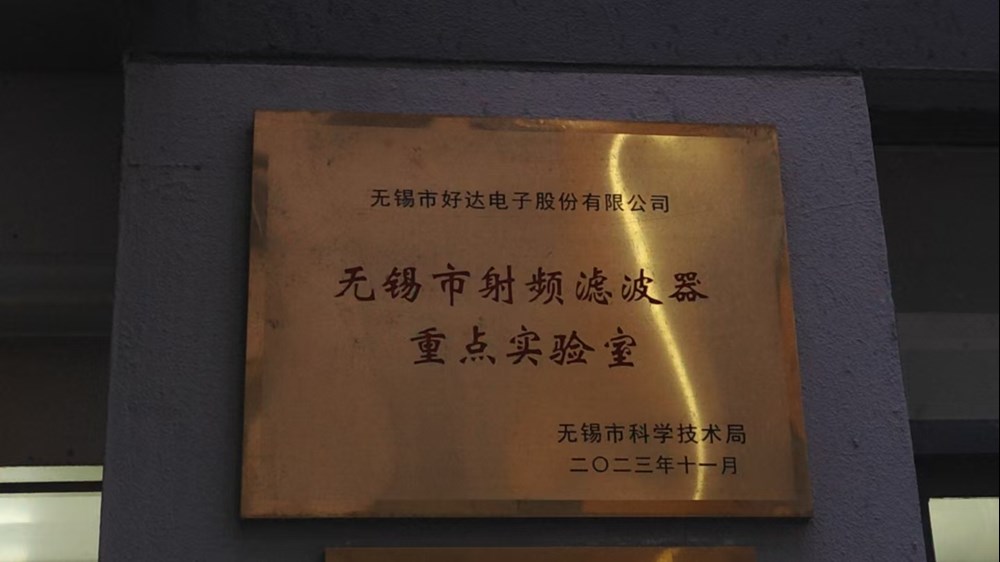 无锡市好达电子股份有限公司
无锡市射频滤波器
重点实验室
无锡市科学技术局
二〇二三年十一月